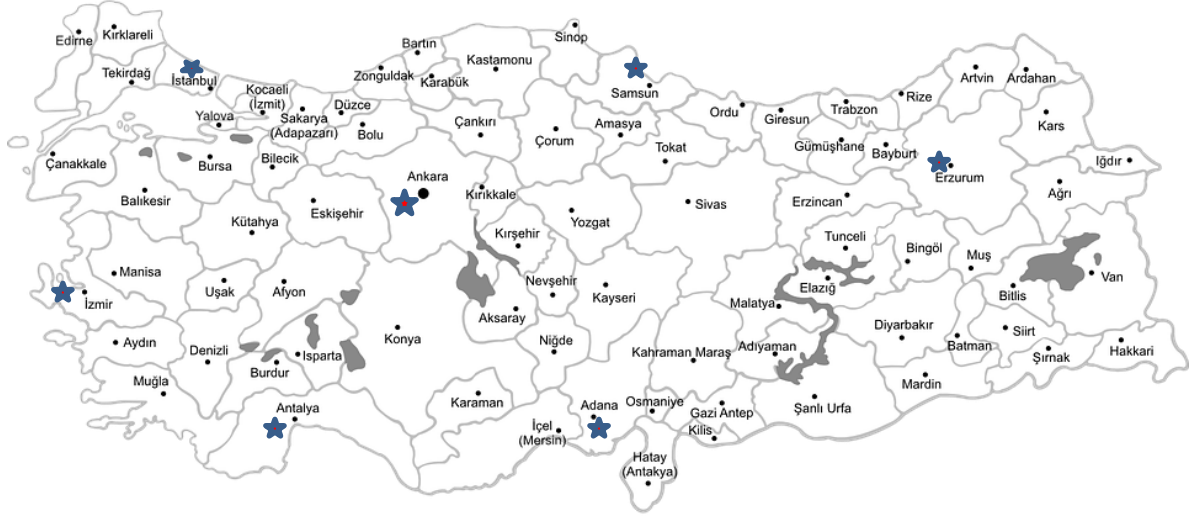 Edirne
Kırklareli
Tekirdağ
İstanbul
Kocaeli
(İzmit)
Yalova
Sakarya
(Adapazarı)
Düzce
Bolu
Zonguldak
Bartın
Karabük
Kastamonu
Sinop
Samsun
Çankırı
Çorum
Amasya
Tokat
Ordu
Giresun
Trabzon
Rize
Artvin
Ardahan
Kars
Gümüşhane
Bayburt
Erzurum
Iğdır
Ağrı
Çanakkale
Bursa
Bilecik
Balıkesir
Kütahya
Eskişehir
Ankara
Kırıkkale
Kırşehir
Yozgat
Sivas
Erzincan
Tunceli
Bingöl
Muş
Van
Bitlis
Manisa
İzmir
Uşak
Afyon
Konya
Aksaray
Nevşehir
Kayseri
Niğde
Malatya
Elazığ
Diyarbakır
Batman
Siirt
Şırnak
Hakkari
Mardin
Aydın
Denizli
Muğla
Burdur
Isparta
Antalya
Karaman
İçel
(Mersin)
Adana
Osmaniye
Kahraman Maraş
Adıyaman
Gazi Antep
Kilis
Şanlı Urfa
Hatay
(Antakya)